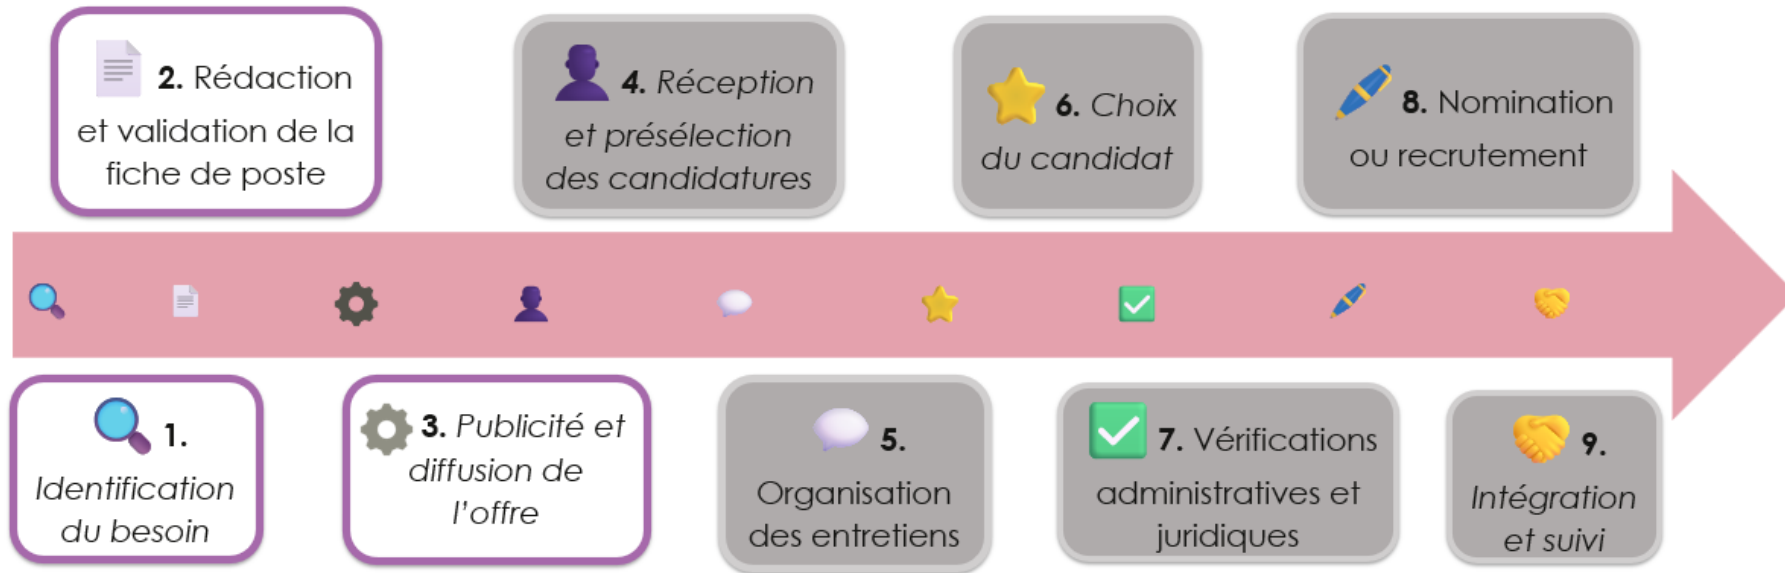 2. Rédaction
et validation de la
fiche de poste
4. Réception
et présélection
des candidatures
6. Choix
du candidat
8. Nomination
ou recrutement
1.
Identification
du besoin
3. Publicité et
diffusion de
l’offre
5.
Organisation
des entretiens
7. Vérifications
administratives et
juridiques
9.
Intégration
et suivi